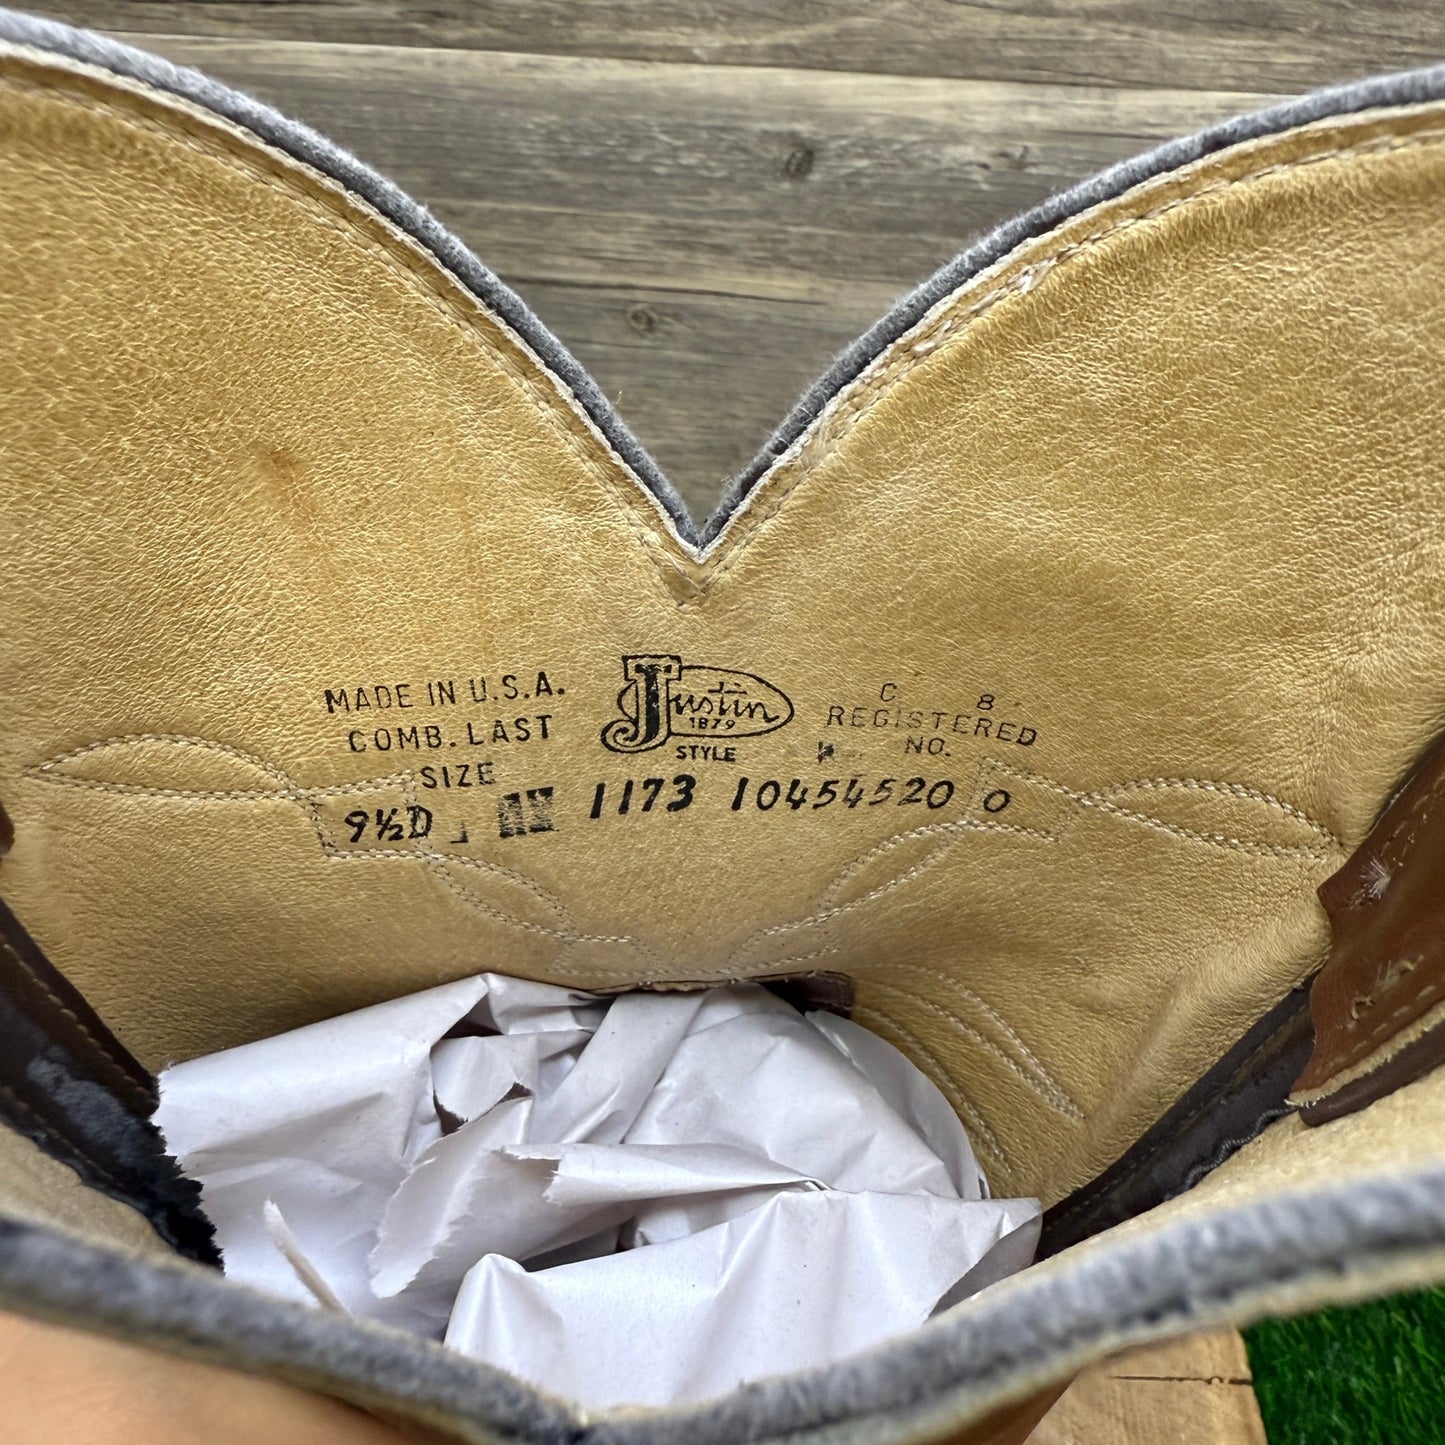 MADE IN U.S.A.
COMB. LAST
SIZE
9½D
Justin
1879
STYLE
1173
C 8
REGISTERED
NO.
10454520 0